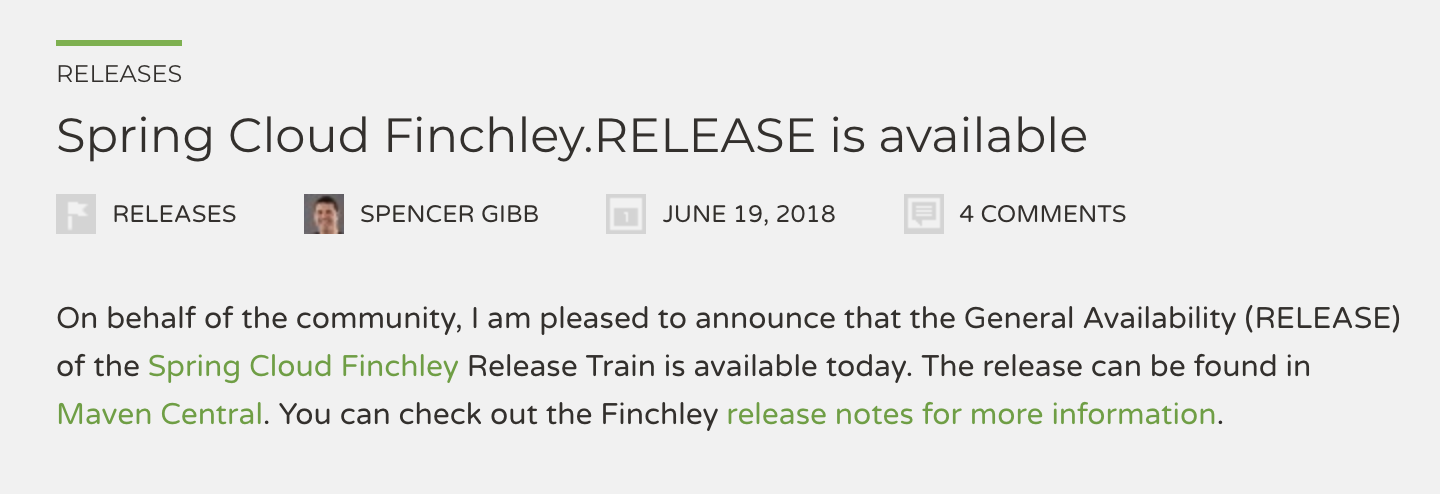 RELEASES
Spring Cloud Finchley.RELEASE is available
RELEASES SPENCER GIBB 1 JUNE 19, 2018 4 COMMENTS
On behalf of the community, I am pleased to announce that the General Availability (RELEASE)
of the Spring Cloud Finchley Release Train is available today. The release can be found in
Maven Central. You can check out the Finchley release notes for more information.